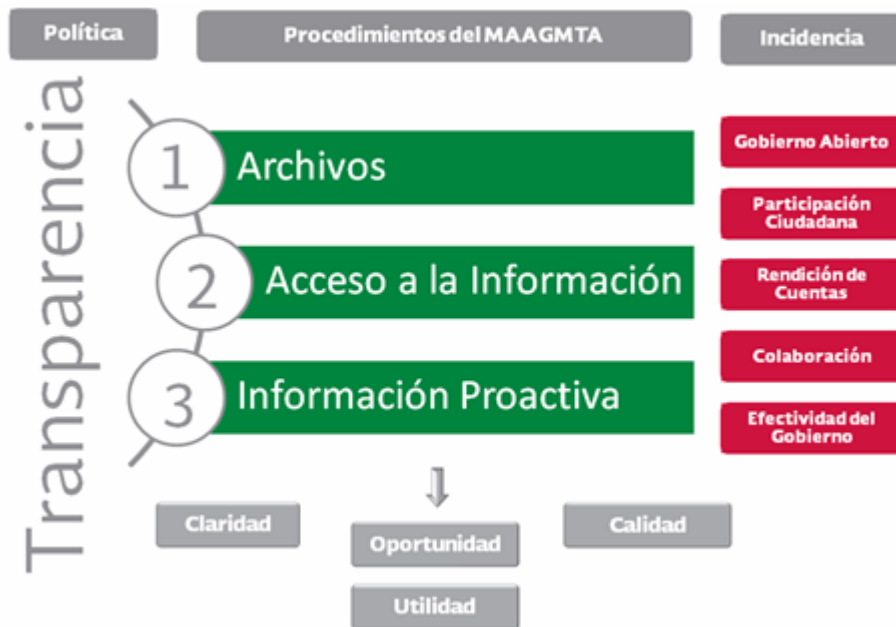 Política
Procedimientos del MAAGMTA
Incidencia
Transparencia
1
Archivos
2
Acceso a la Información
3
Información Proactiva
Gobierno Abierto
Participación
Ciudadana
Rendición de
Cuentas
Colaboración
Efectividad del
Gobierno
Claridad
Oportunidad
Calidad
Utilidad